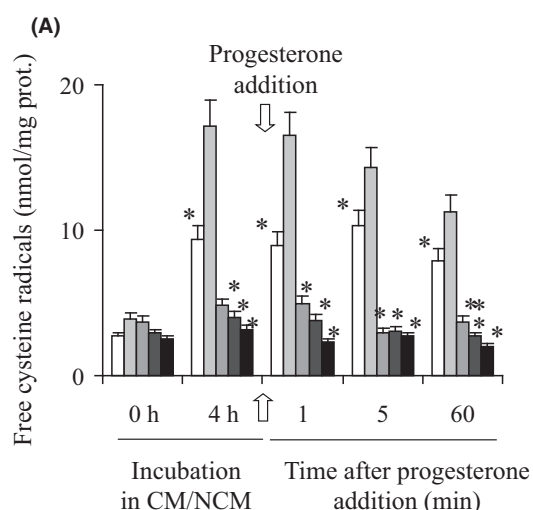 (A)
Progesterone
addition
Free cysteine radicals (nmol/mg prot.)
20
10
0
*
*
*
*
*
*
*
*
*
*
*
*
*
**
*
*
0 h 4 h 1 5 60
Incubation
in CM/NCM
Time after progesterone
addition (min)